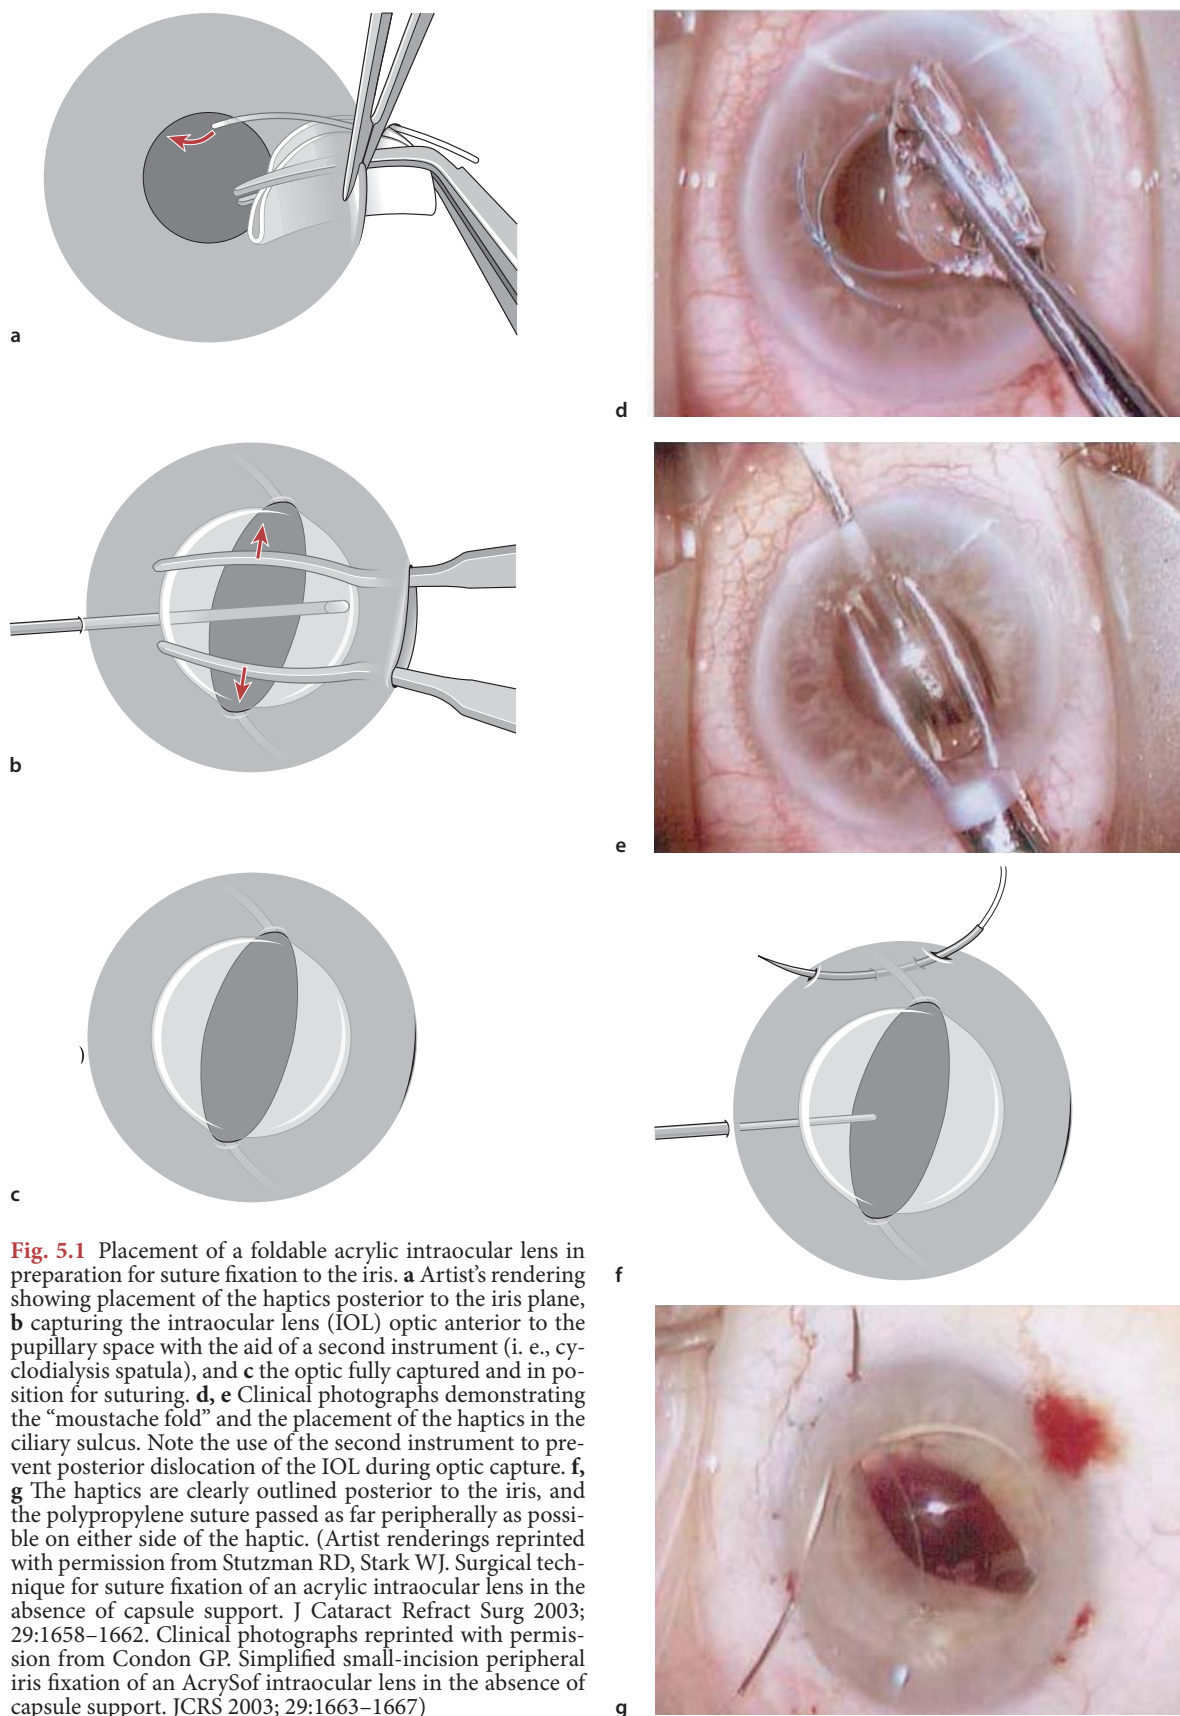 a
b
c
Fig. 5.1 Placement of a foldable acrylic intraocular lens in
preparation for suture fixation to the iris. a Artist's rendering
showing placement of the haptics posterior to the iris plane,
b capturing the intraocular lens (IOL) optic anterior to the
pupillary space with the aid of a second instrument (i. e., cy-
clodialysis spatula), and c the optic fully captured and in po-
sition for suturing. d, e Clinical photographs demonstrating
the “moustache fold” and the placement of the haptics in the
ciliary sulcus. Note the use of the second instrument to pre-
vent posterior dislocation of the IOL during optic capture. f,
g The haptics are clearly outlined posterior to the iris, and
the polypropylene suture passed as far peripherally as possi-
ble on either side of the haptic. (Artist renderings reprinted
with permission from Stutzman RD, Stark WJ. Surgical tech-
nique for suture fixation of an acrylic intraocular lens in the
absence of capsule support. J Cataract Refract Surg 2003;
29:1658–1662. Clinical photographs reprinted with permis-
sion from Condon GP. Simplified small-incision peripheral
iris fixation of an AcrySof intraocular lens in the absence of
capsule support. JCRS 2003; 29:1663–1667)
d
e
f
g